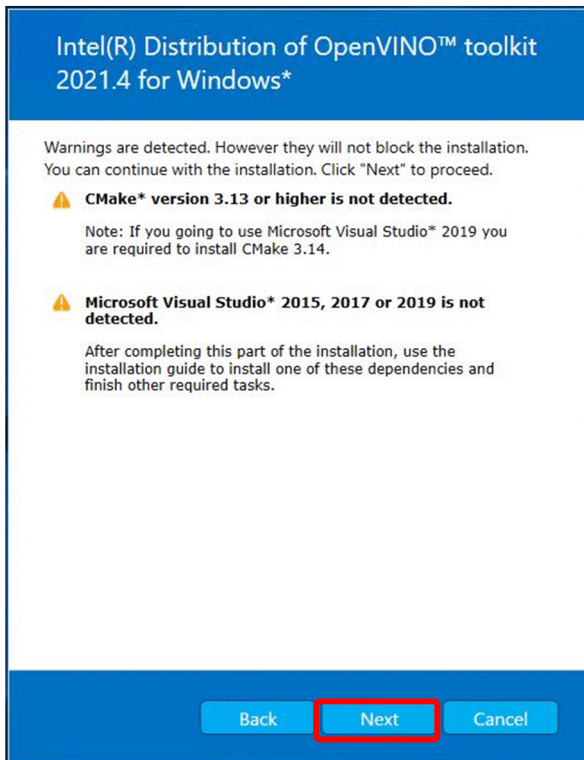 Intel(R) Distribution of OpenVINO™ toolkit
2021.4 for Windows*
Warnings are detected. However they will not block the installation.
You can continue with the installation. Click "Next" to proceed.
CMake* version 3.13 or higher is not detected.
Note: If you going to use Microsoft Visual Studio* 2019 you
are required to install CMake 3.14.
Microsoft Visual Studio* 2015, 2017 or 2019 is not
detected.
After completing this part of the installation, use the
installation guide to install one of these dependencies and
finish other required tasks.
Back Next Cancel